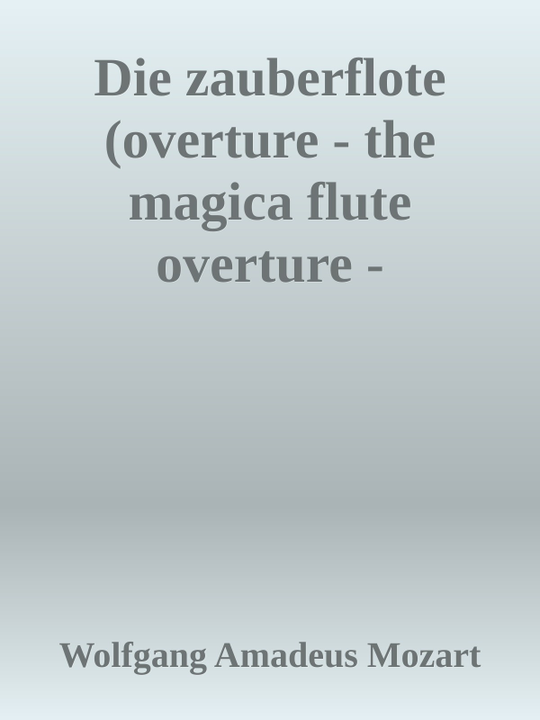 Die zauberflote
(overture - the
magica flute
overture -
Wolfgang Amadeus Mozart